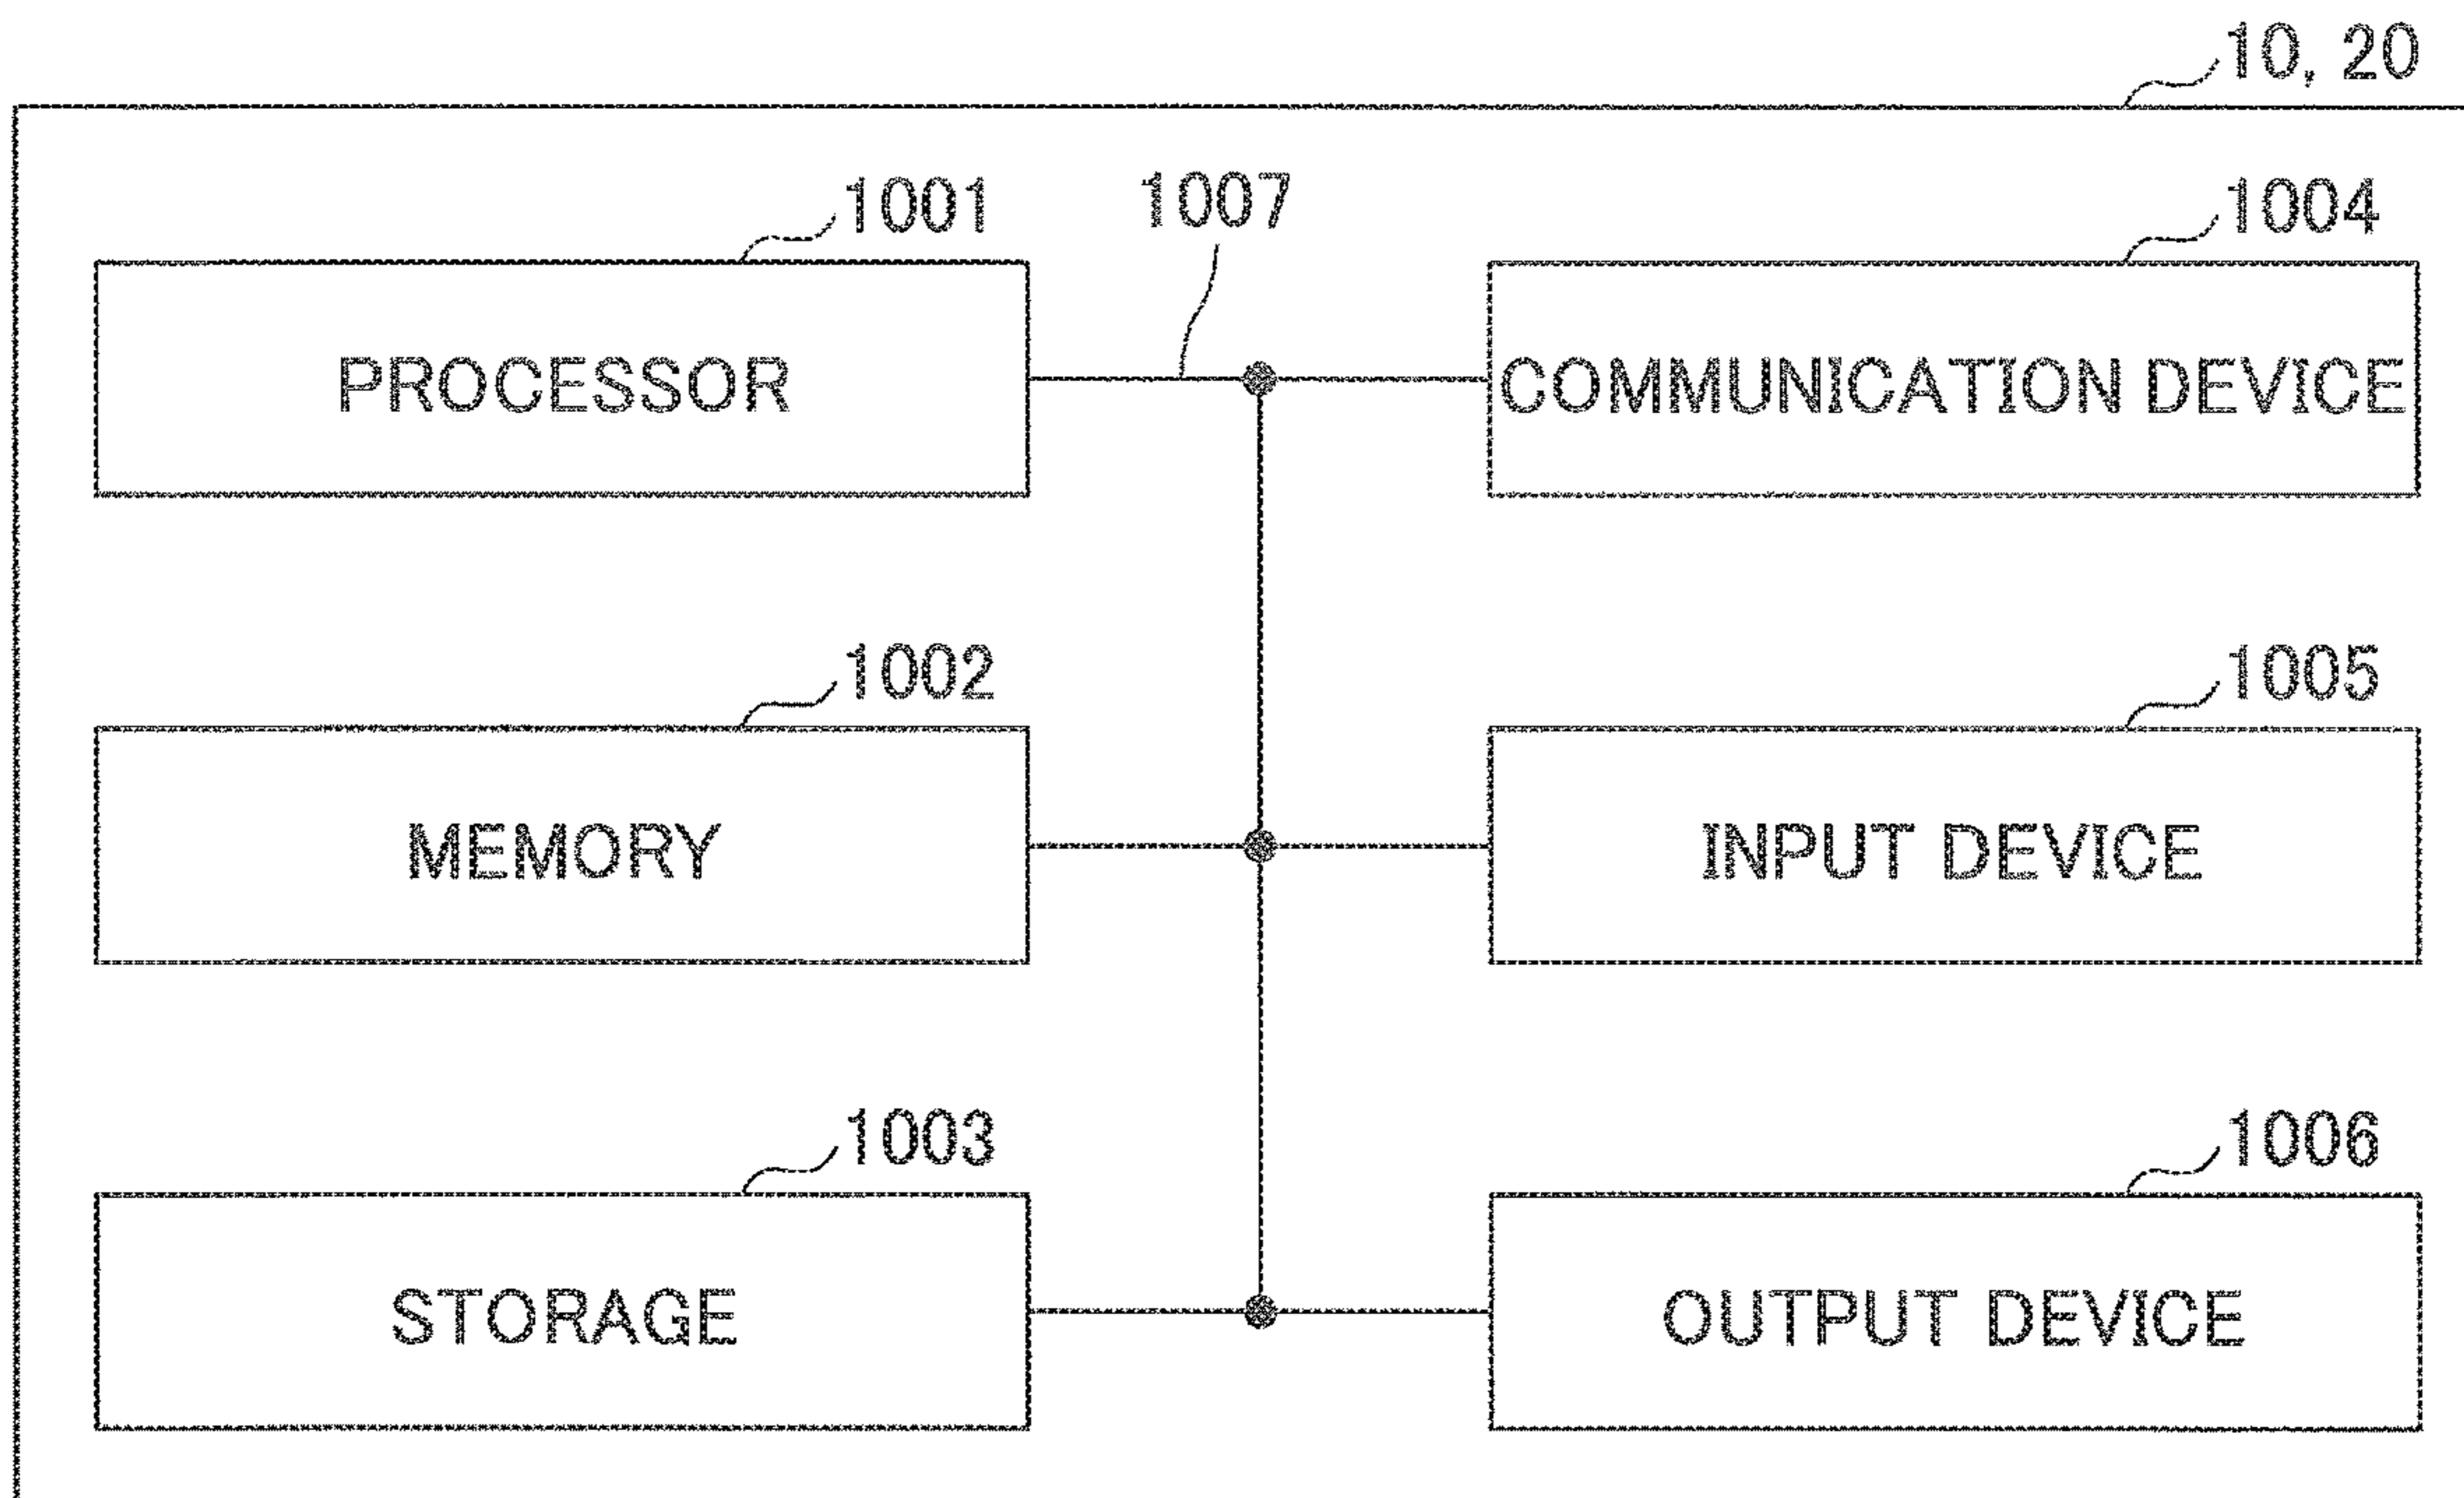 10, 20
1001
1007
1004
PROCESSOR
COMMUNICATION DEVICE
1002
1005
MEMORY
INPUT DEVICE
1003
1006
STORAGE
OUTPUT DEVICE